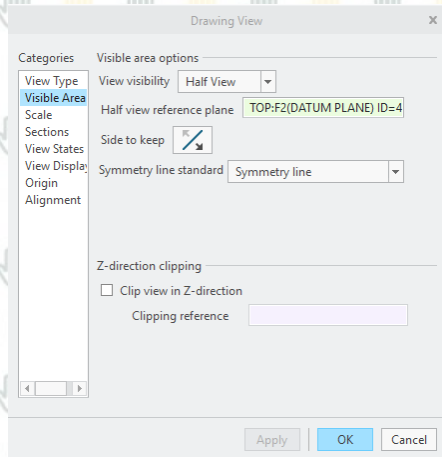 Drawing View
X
Categories
View Type
Visible Area
Scale
Sections
View States
View Display
Origin
Alignment
Visible area options
View visibility Half View
Half view reference plane TOP:F2(DATUM PLANE) ID=4
Side to keep
Symmetry line standard Symmetry line
Z-direction clipping
Clip view in Z-direction
Clipping reference
Apply OK Cancel